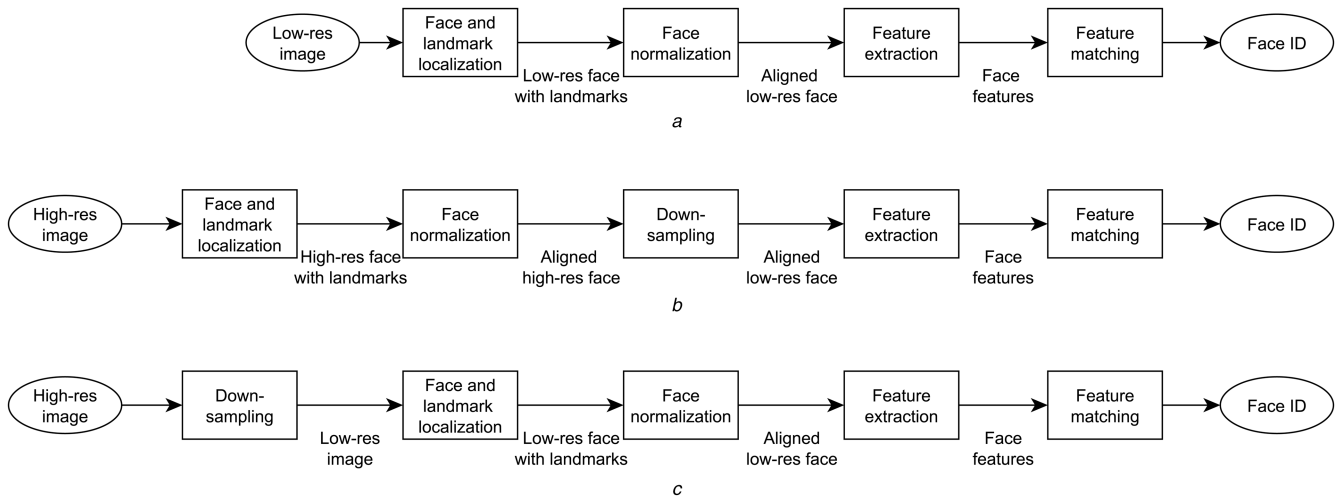 Low-res
image
Face and
landmark
localization
Low-res face
with landmarks
Face
normalization
Aligned
low-res face
Feature
extraction
Face
features
Feature
matching
Face ID
a
High-res
image
Face and
landmark
localization
High-res face
with landmarks
Face
normalization
Aligned
high-res face
Down-
sampling
Aligned
low-res face
Feature
extraction
Face
features
Feature
matching
Face ID
b
High-res
image
Down-
sampling
Low-res
image
Face and
landmark
localization
Low-res face
with landmarks
Face
normalization
Aligned
low-res face
Feature
extraction
Face
features
Feature
matching
Face ID
c